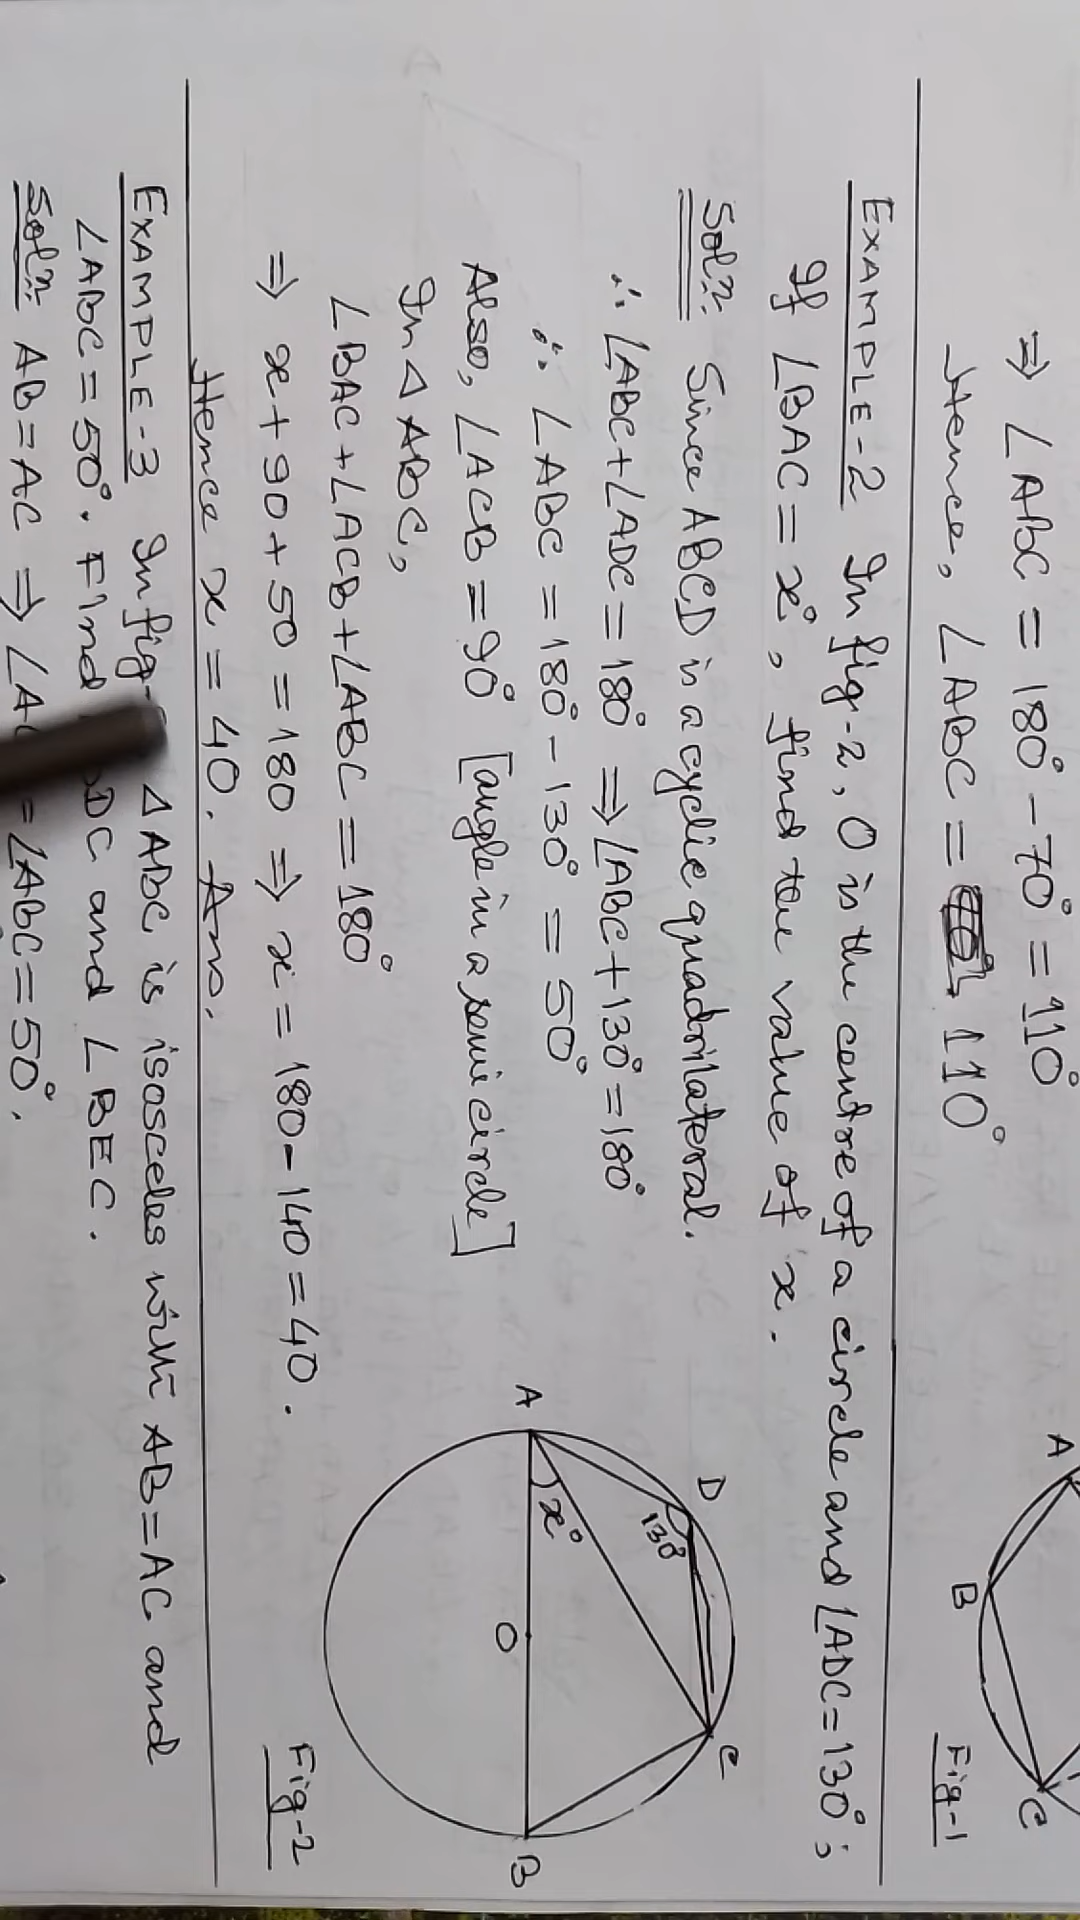 ⇒ ∠ABC = 180° - 70° = 110°
Hence, ∠ABC = 110°
A
B
C
Fig-1
EXAMPLE-2 In fig-2, O is the centre of a circle and ∠ADC = 130°;
If ∠BAC = x°, find the value of x.
Solⁿ: Since ABCD is a cyclic quadrilateral.
∴ ∠ABC + ∠ADC = 180° ⇒ ∠ABC + 130° = 180°
∴ ∠ABC = 180° - 130° = 50°
Also, ∠ACB = 90° [angle in a semi circle]
In △ ABC,
∠BAC + ∠ACB + ∠ABC = 180°
⇒ x + 90 + 50 = 180 ⇒ x = 180 - 140 = 40.
Hence x = 40. Ans.
A
D
130°
x°
O
C
B
Fig-2
EXAMPLE-3 In fig- △ ABC is isosceles with AB = AC and
∠ABC = 50°. Find DC and ∠BEC.
Solⁿ: AB = AC ⇒ = ∠ABC = 50°.